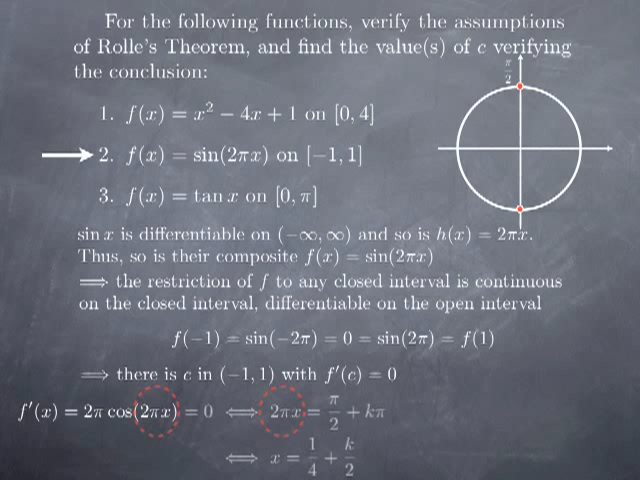 For the following functions, verify the assumptions
of Rolle's Theorem, and find the value(s) of c verifying
the conclusion:
π/2
1. f(x) = x² − 4x + 1 on [0, 4]
2. f(x) = sin(2πx) on [−1, 1]
3. f(x) = tan x on [0, π]
sin x is differentiable on (−∞, ∞) and so is h(x) = 2πx.
Thus, so is their composite f(x) = sin(2πx)
⟹ the restriction of f to any closed interval is continuous
on the closed interval, differentiable on the open interval
f(−1) = sin(−2π) = 0 = sin(2π) = f(1)
⟹ there is c in (−1, 1) with f′(c) = 0
f′(x) = 2π cos(2πx) = 0 ⟺ 2πx = π/2 + kπ
⟺ x = 1/4 + k/2